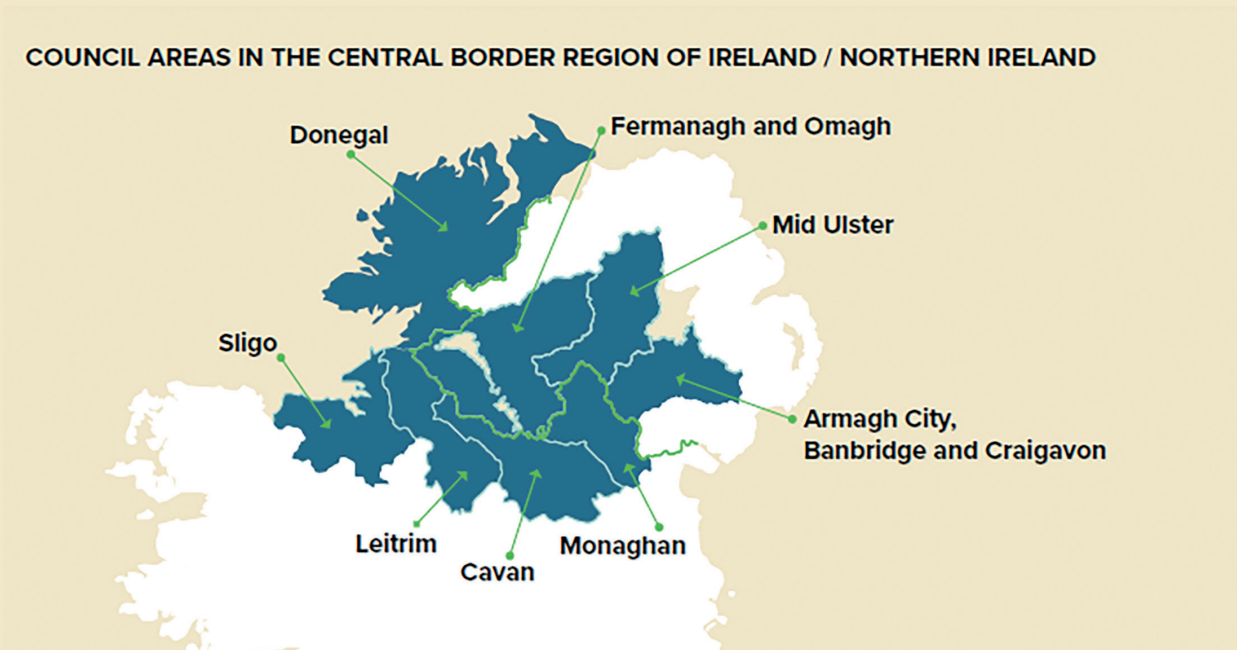 COUNCIL AREAS IN THE CENTRAL BORDER REGION OF IRELAND / NORTHERN IRELAND
Donegal
Fermanagh and Omagh
Mid Ulster
Sligo
Armagh City,
Banbridge and Craigavon
Leitrim
Monaghan
Cavan